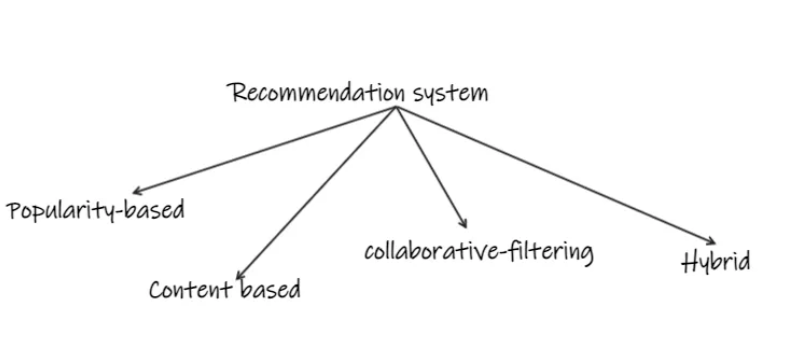 Recommendation system
Popularity-based
Content based
collaborative-filtering
Hybrid